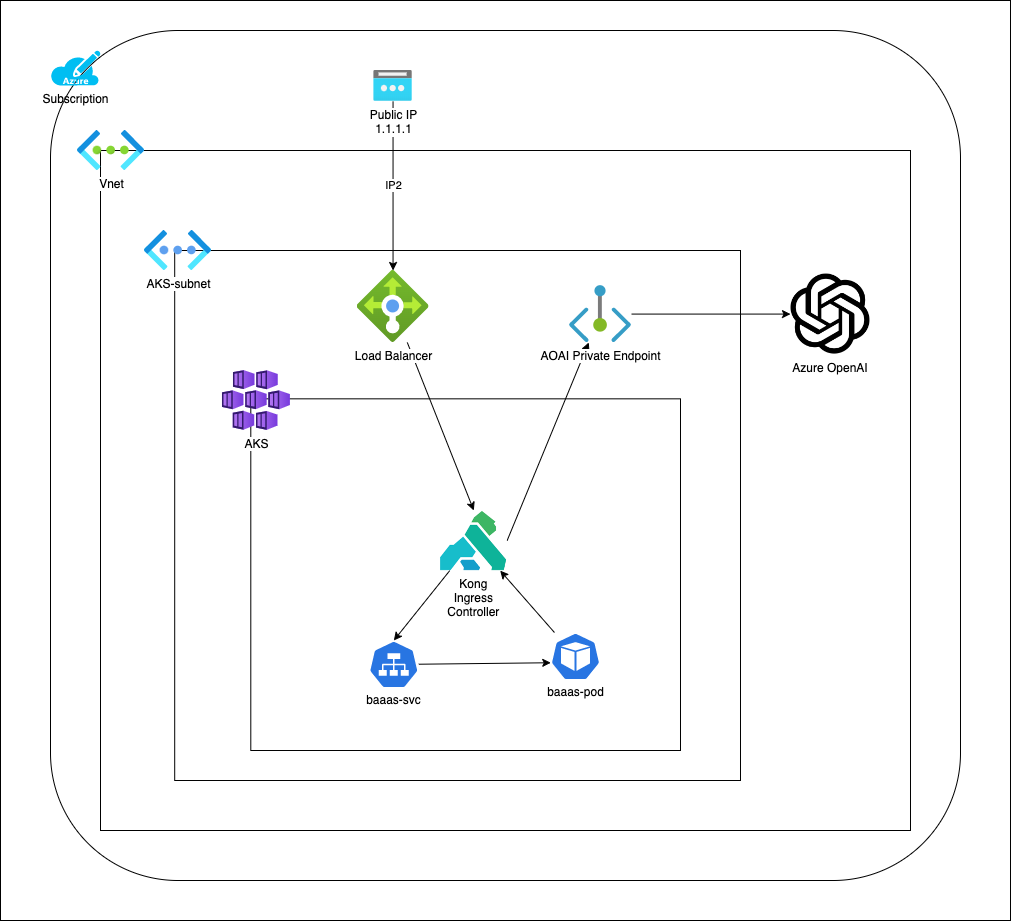 Azure
Subscription
Public IP
1.1.1.1
Vnet
IP2
AKS-subnet
Load Balancer
AOAI Private Endpoint
Azure OpenAI
AKS
Kong
Ingress
Controller
baaas-svc
baaas-pod